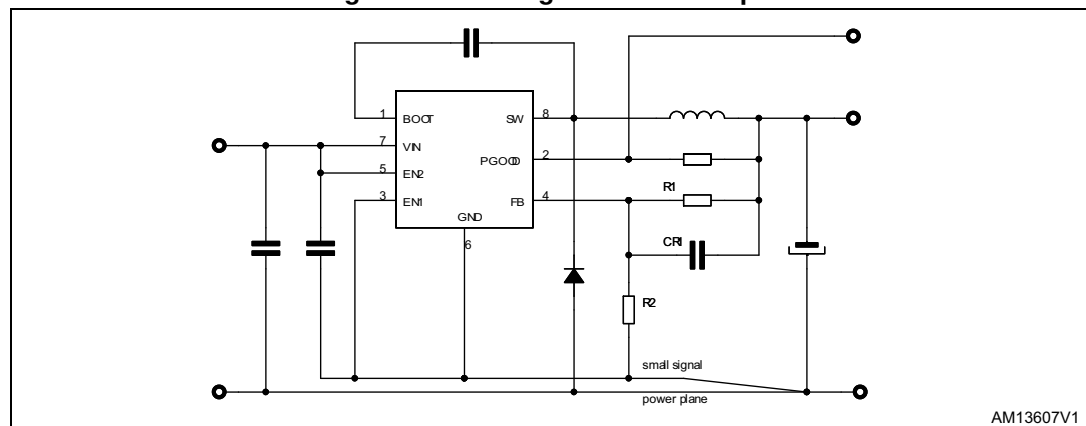 1 BOOT SW 8
7 VIN
PGOOD 2
5 EN2
R1
3 EN1 FB 4
GND
6
CR1
R2
small signal
power plane
AM13607V1